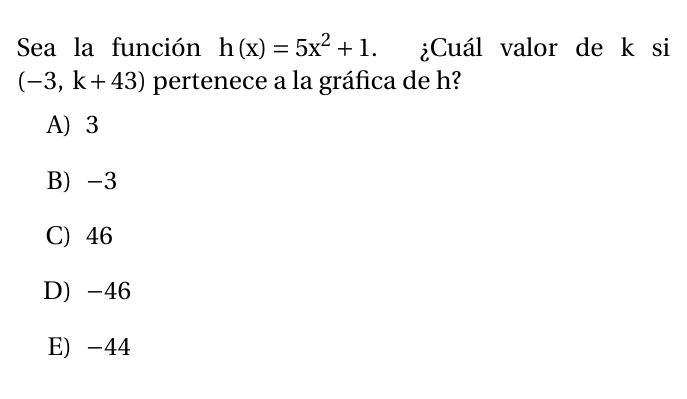 Sea la función h(x) = 5x² + 1. ¿Cuál valor de k si
(−3, k + 43) pertenece a la gráfica de h?
A) 3
B) −3
C) 46
D) −46
E) −44